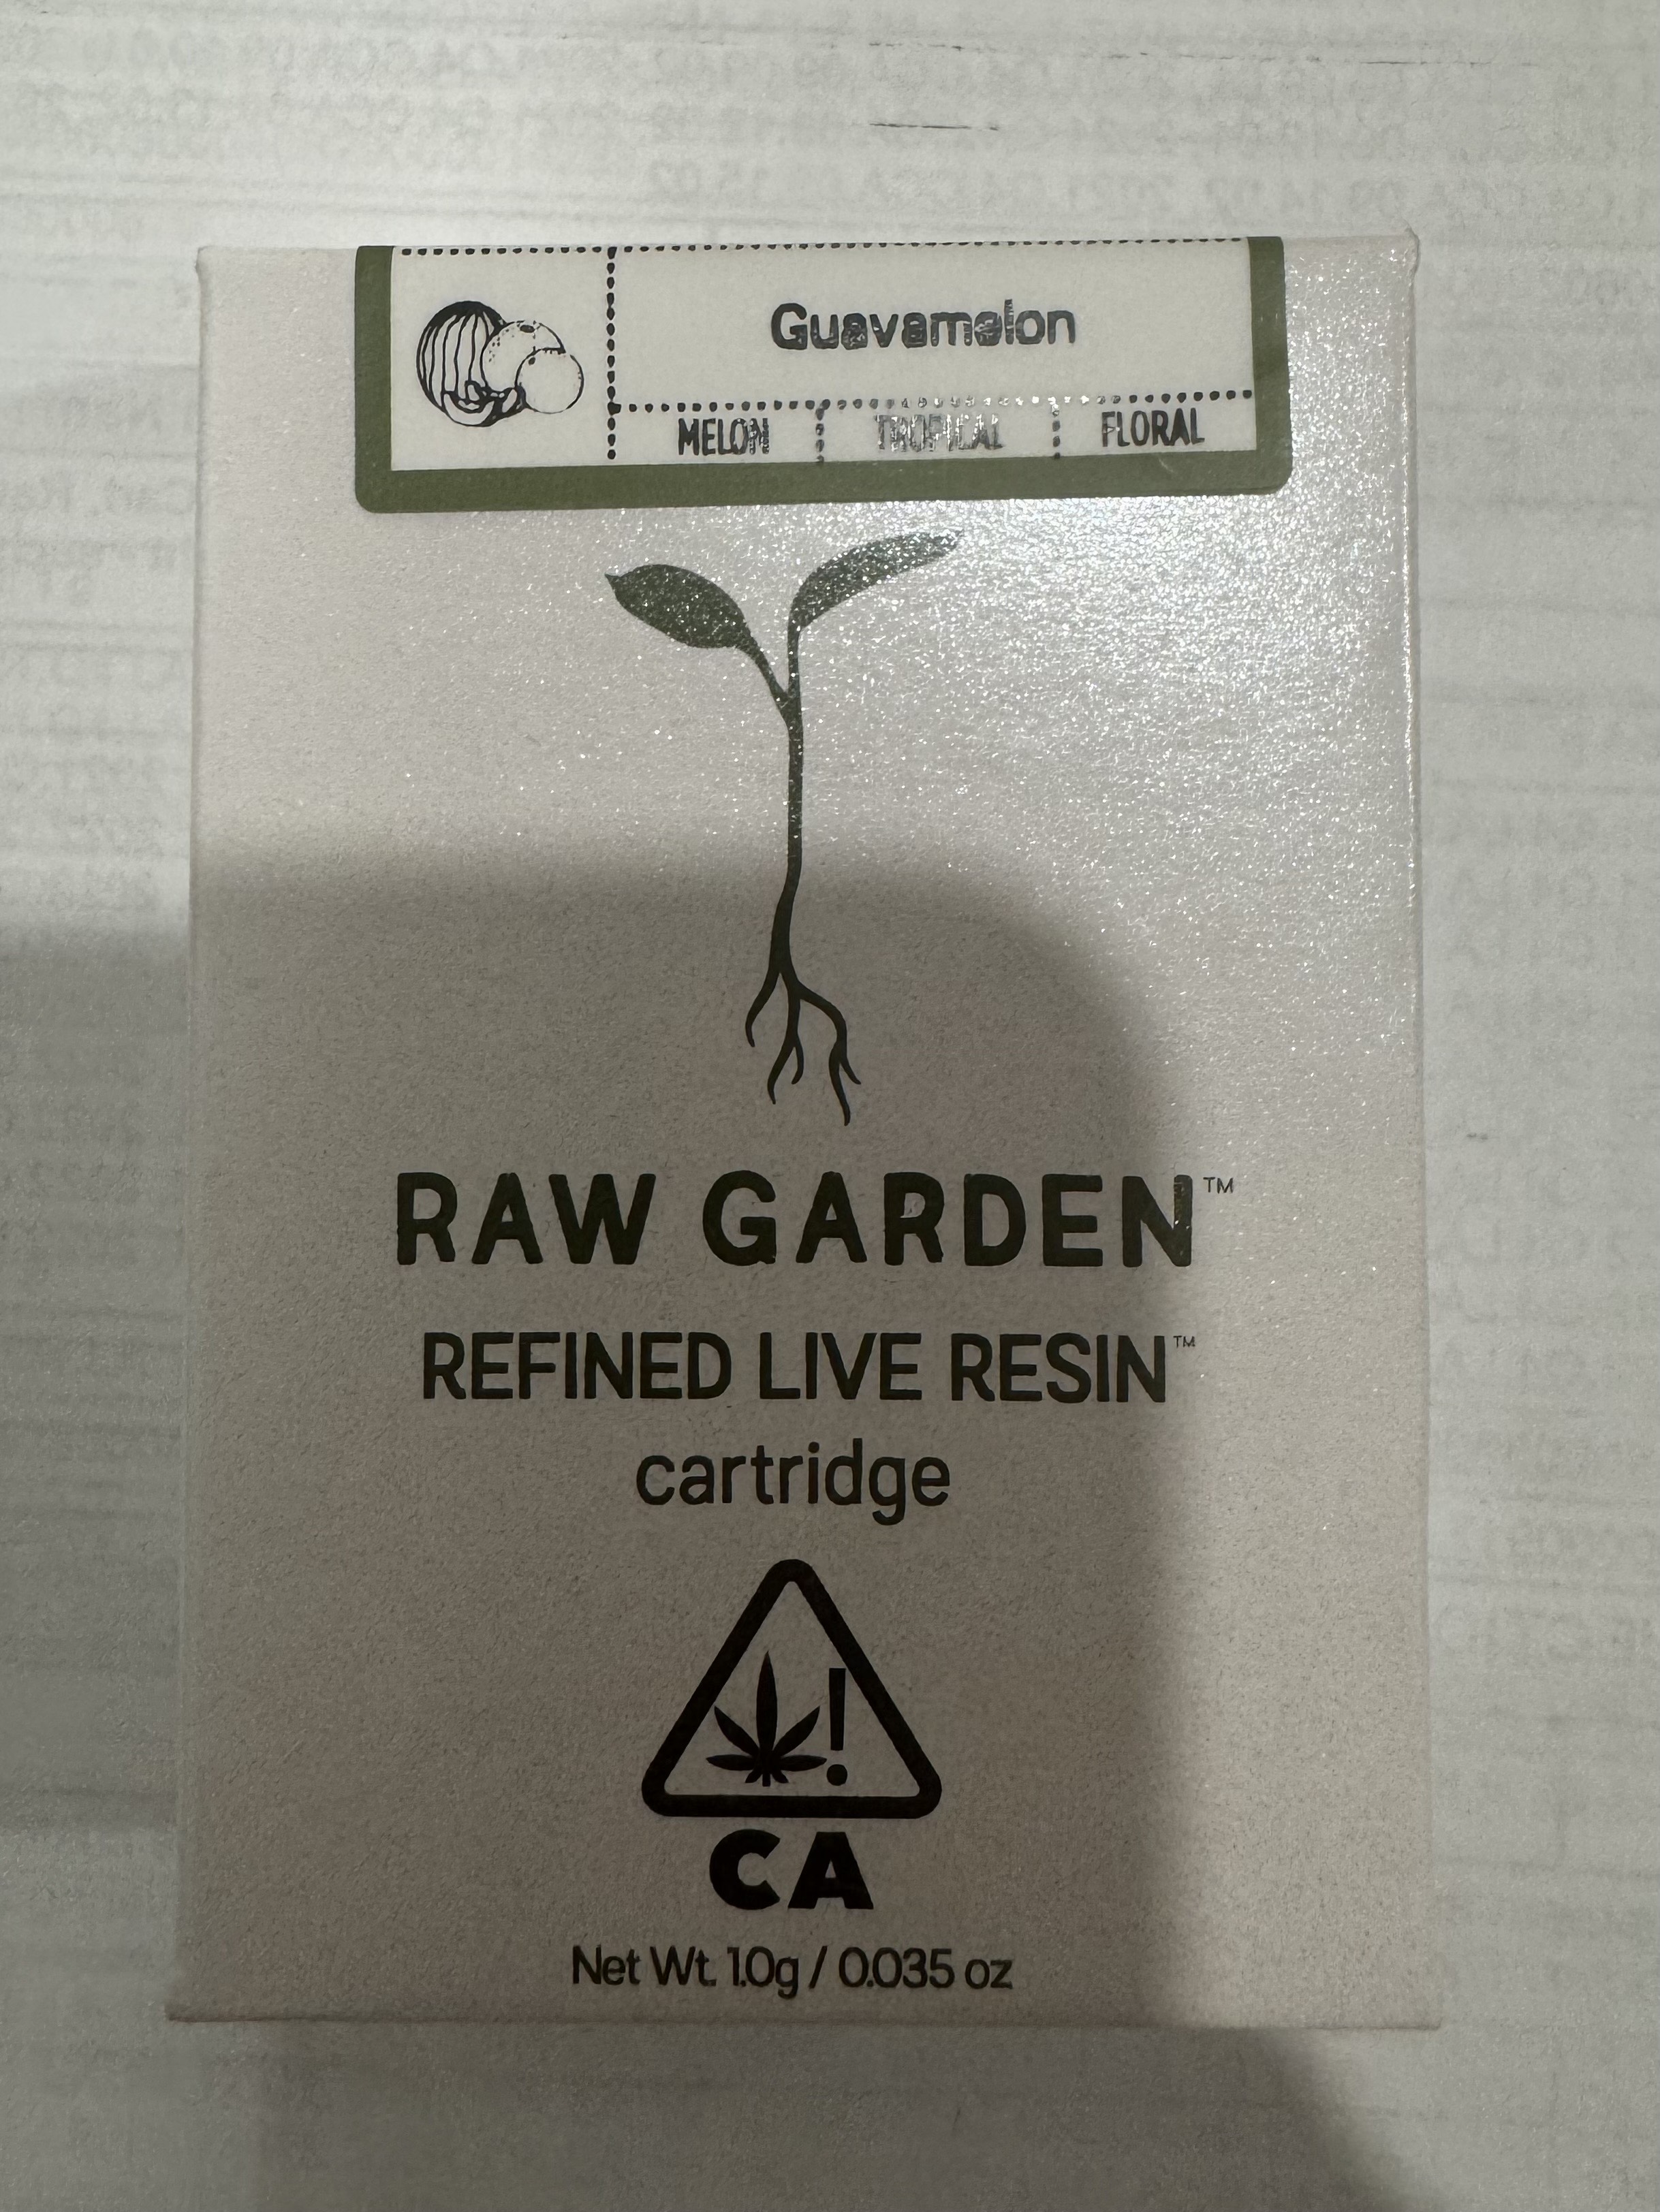 Guavamelon
MELON TROPICAL FLORAL
RAW GARDEN™
REFINED LIVE RESIN™
cartridge
!
CA
Net Wt. 1.0g / 0.035 oz